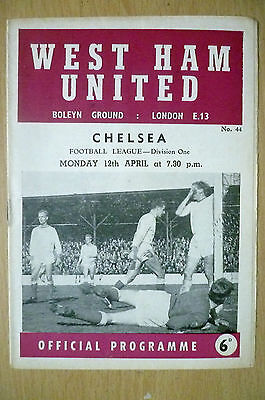 WEST HAM
UNITED
BOLEYN GROUND : LONDON E.13
No. 44
CHELSEA
FOOTBALL LEAGUE—Division One
MONDAY 12th APRIL at 7.30 p.m.
OFFICIAL PROGRAMME 6D